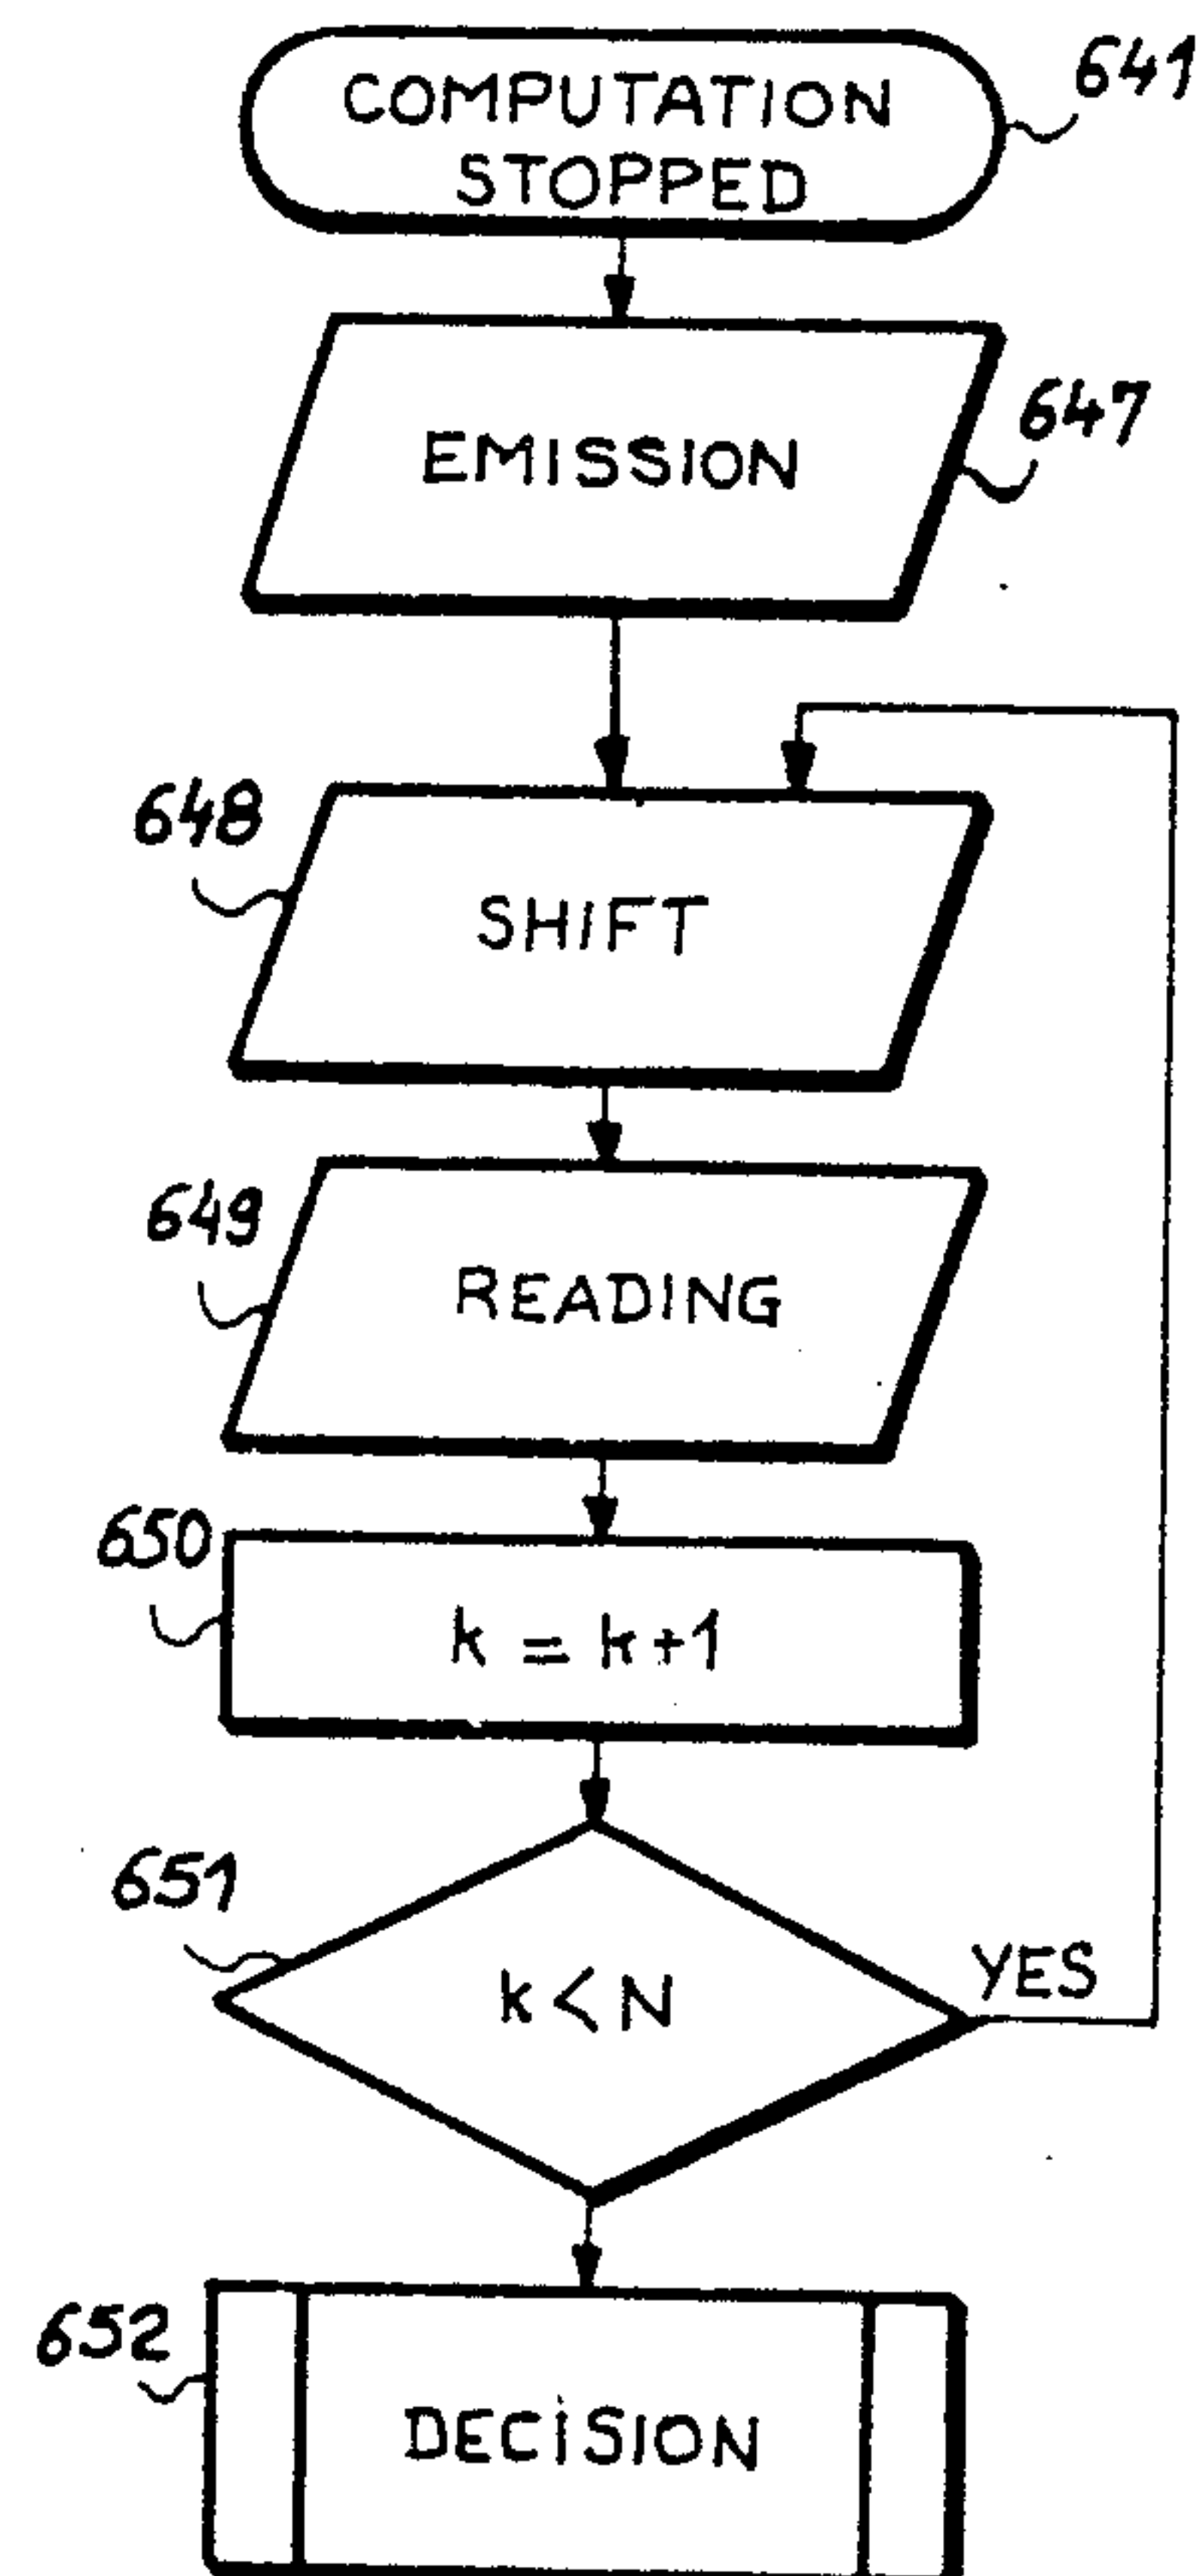 COMPUTATION
STOPPED
641
EMISSION
647
648
SHIFT
649
READING
650
k = k+1
651
k < N
YES
652
DECISION